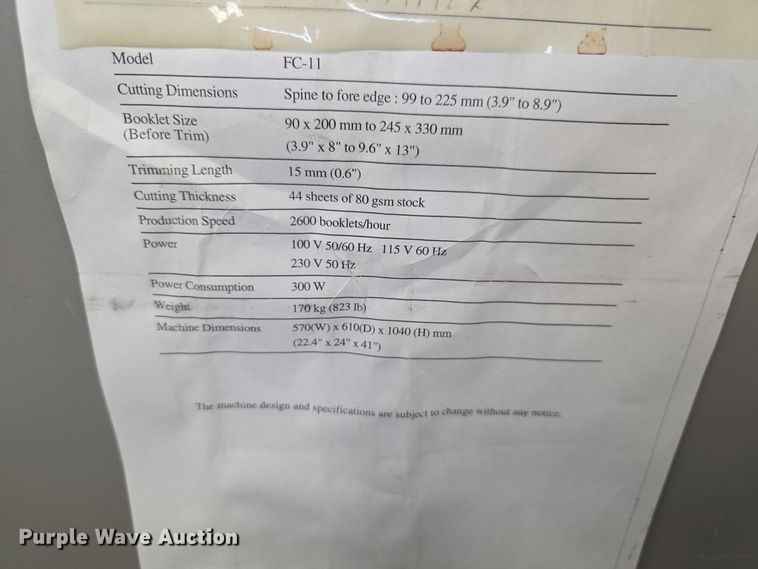 Model FC-11
Cutting Dimensions Spine to fore edge : 99 to 225 mm (3.9" to 8.9")
Booklet Size 90 x 200 mm to 245 x 330 mm
(Before Trim) (3.9" x 8" to 9.6" x 13")
Trimming Length 15 mm (0.6")
Cutting Thickness 44 sheets of 80 gsm stock
Production Speed 2600 booklets/hour
Power 100 V 50/60 Hz 115 V 60 Hz
230 V 50 Hz
Power Consumption 300 W
Weight 170 kg (823 lb)
Machine Dimensions 570(W) x 610(D) x 1040 (H) mm
(22.4" x 24" x 41")
The machine design and specifications are subject to change without any notice.
Purple Wave Auction